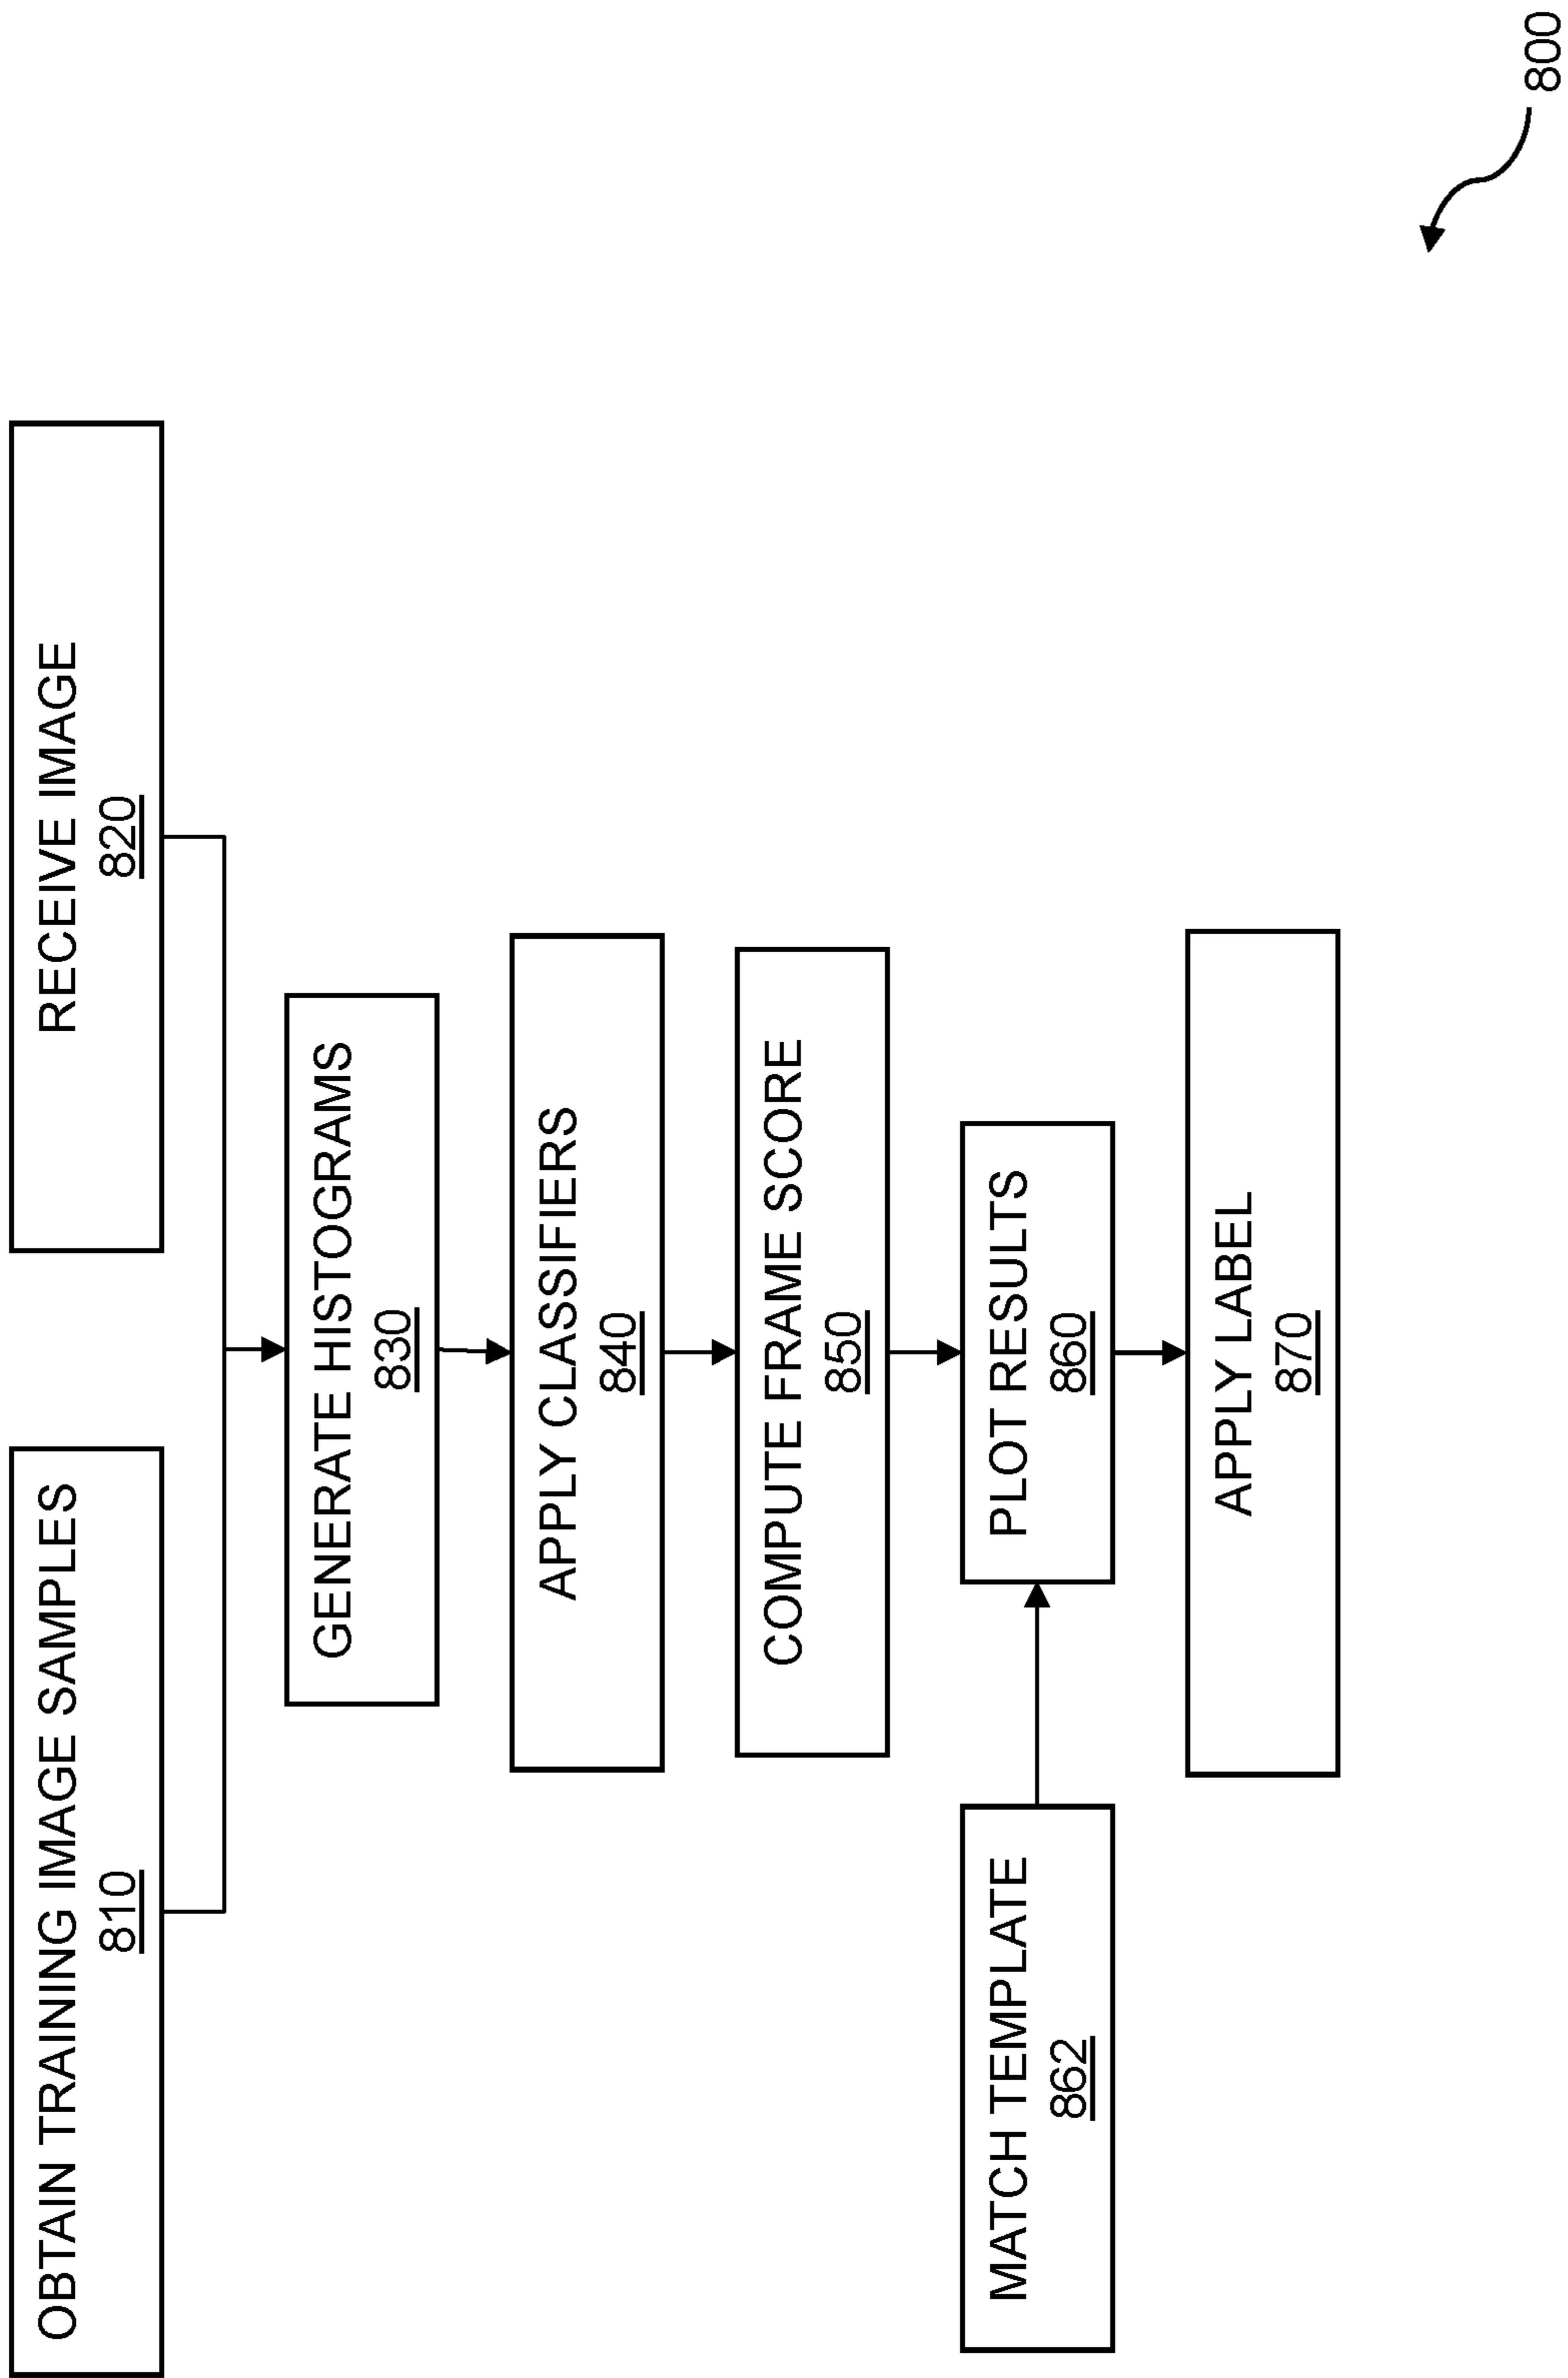 OBTAIN TRAINING IMAGE SAMPLES
810
RECEIVE IMAGE
820
GENERATE HISTOGRAMS
830
APPLY CLASSIFIERS
840
COMPUTE FRAME SCORE
850
MATCH TEMPLATE
862
PLOT RESULTS
860
APPLY LABEL
870
800